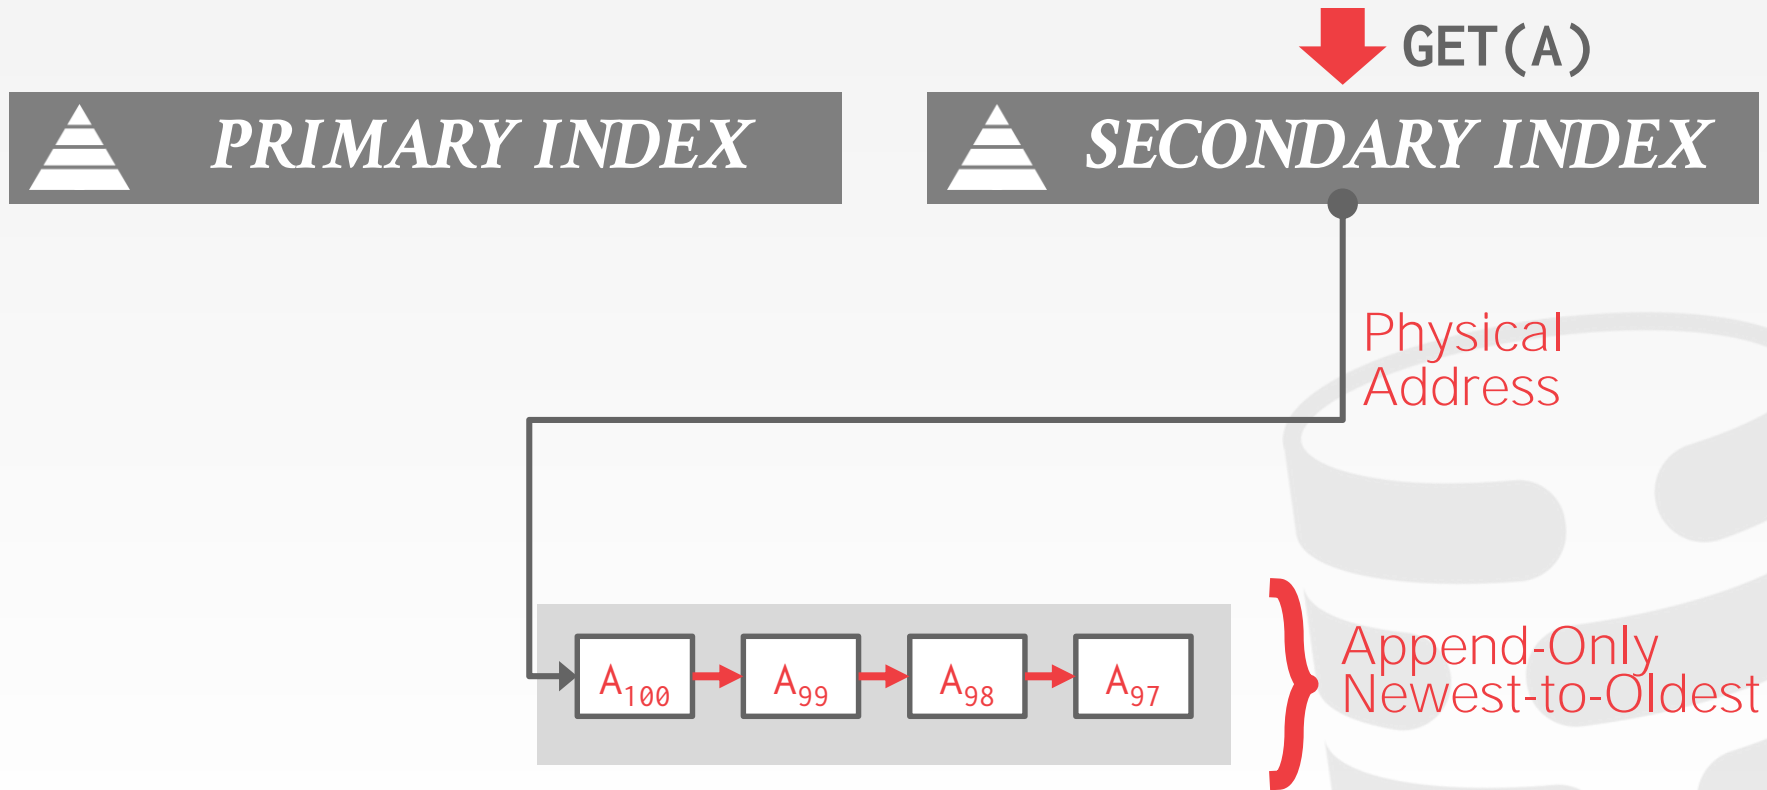 GET(A)
PRIMARY INDEX
SECONDARY INDEX
Physical
Address
A100
A99
A98
A97
Append-Only
Newest-to-Oldest